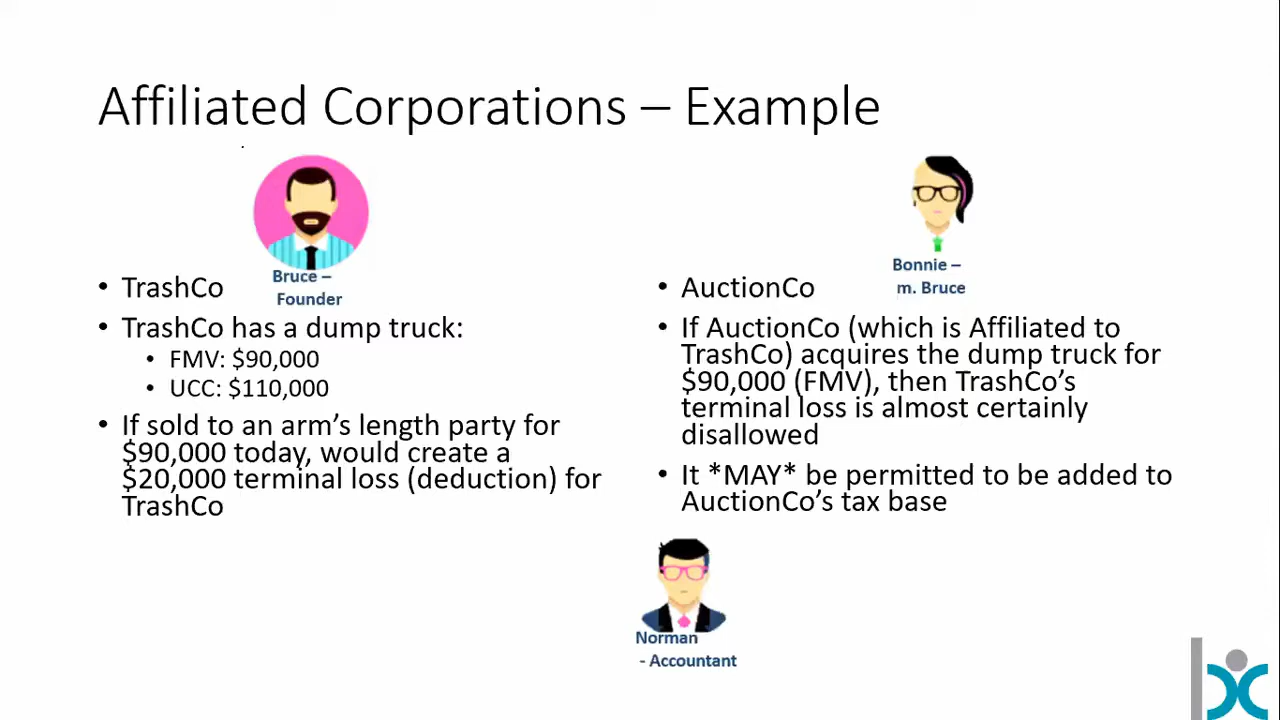 Affiliated Corporations – Example
Bruce –
Founder
• TrashCo
• TrashCo has a dump truck:
• FMV: $90,000
• UCC: $110,000
• If sold to an arm’s length party for
$90,000 today, would create a
$20,000 terminal loss (deduction) for
TrashCo
Bonnie –
m. Bruce
• AuctionCo
• If AuctionCo (which is Affiliated to
TrashCo) acquires the dump truck for
$90,000 (FMV), then TrashCo’s
terminal loss is almost certainly
disallowed
• It *MAY* be permitted to be added to
AuctionCo’s tax base
Norman
- Accountant